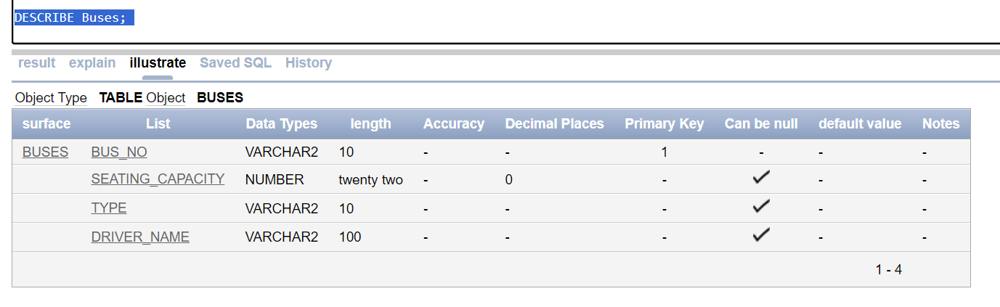 DESCRIBE Buses;
result explain illustrate Saved SQL History
Object Type TABLE Object BUSES
surface List Data Types length Accuracy Decimal Places Primary Key Can be null default value Notes
BUSES BUS_NO VARCHAR2 10 - - 1 - - -
SEATING_CAPACITY NUMBER twenty two - 0 - ✓ - -
TYPE VARCHAR2 10 - - - ✓ - -
DRIVER_NAME VARCHAR2 100 - - - ✓ - -
1 - 4